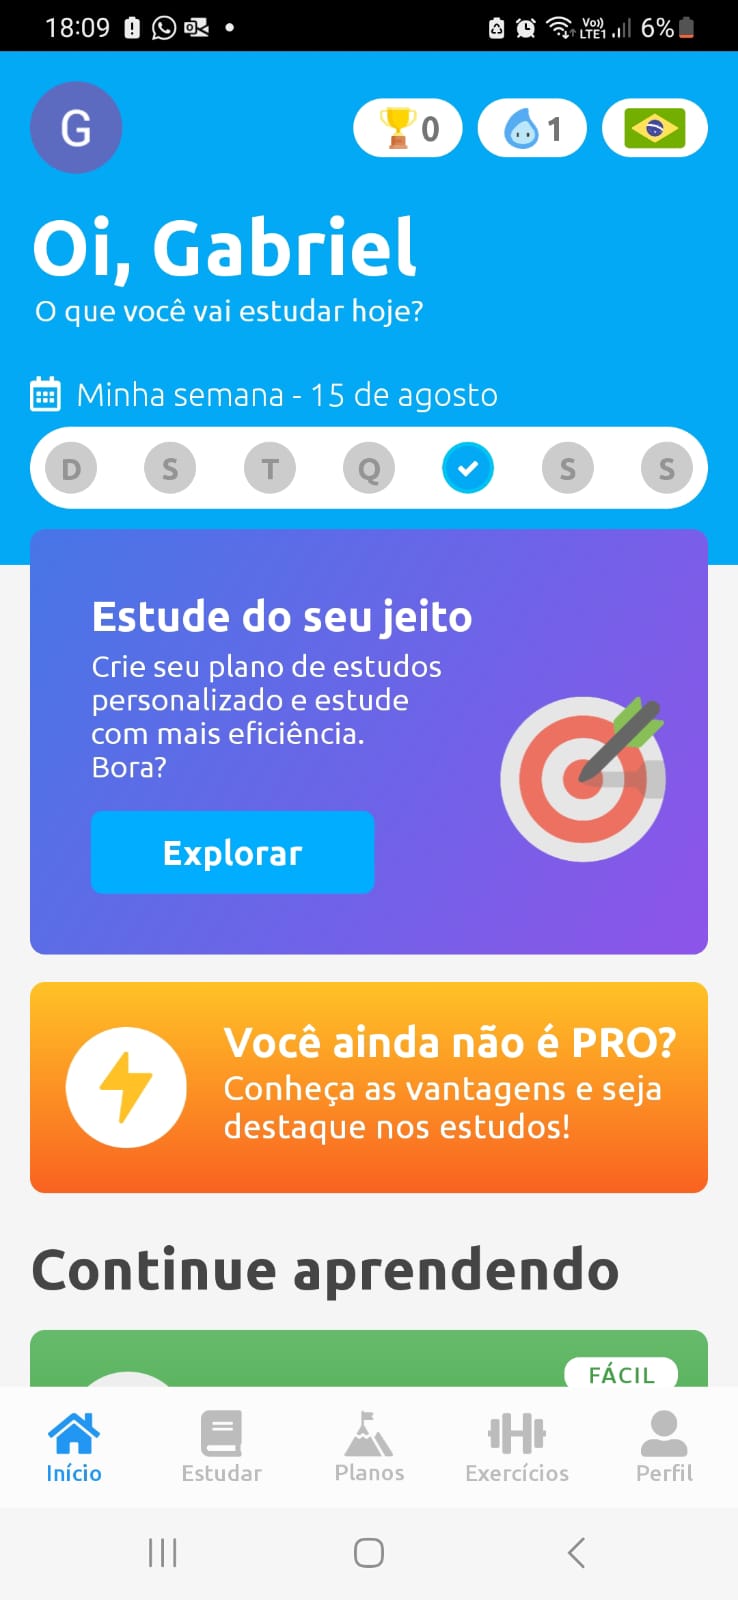 18:09
Vo))
LTE1
6%
G
0
1
Oi, Gabriel
O que você vai estudar hoje?
Minha semana - 15 de agosto
D S T Q S S
Estude do seu jeito
Crie seu plano de estudos
personalizado e estude
com mais eficiência.
Bora?
Explorar
Você ainda não é PRO?
Conheça as vantagens e seja
destaque nos estudos!
Continue aprendendo
FÁCIL
Início Estudar Planos Exercícios Perfil